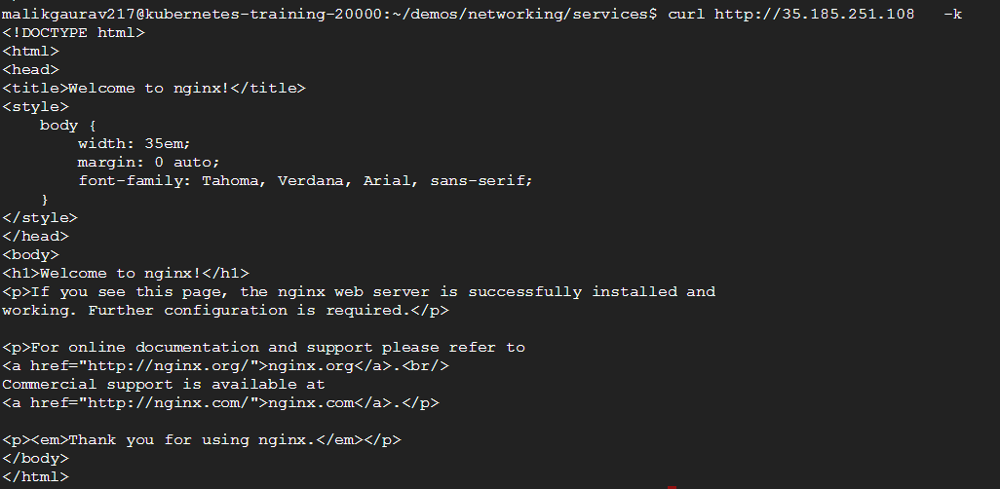 malikgaurav217@kubernetes-training-20000:~/demos/networking/services$ curl http://35.185.251.108   -k
<!DOCTYPE html>
<html>
<head>
<title>Welcome to nginx!</title>
<style>
    body {
        width: 35em;
        margin: 0 auto;
        font-family: Tahoma, Verdana, Arial, sans-serif;
    }
</style>
</head>
<body>
<h1>Welcome to nginx!</h1>
<p>If you see this page, the nginx web server is successfully installed and
working. Further configuration is required.</p>

<p>For online documentation and support please refer to
<a href="http://nginx.org/">nginx.org</a>.<br/>
Commercial support is available at
<a href="http://nginx.com/">nginx.com</a>.</p>

<p><em>Thank you for using nginx.</em></p>
</body>
</html>